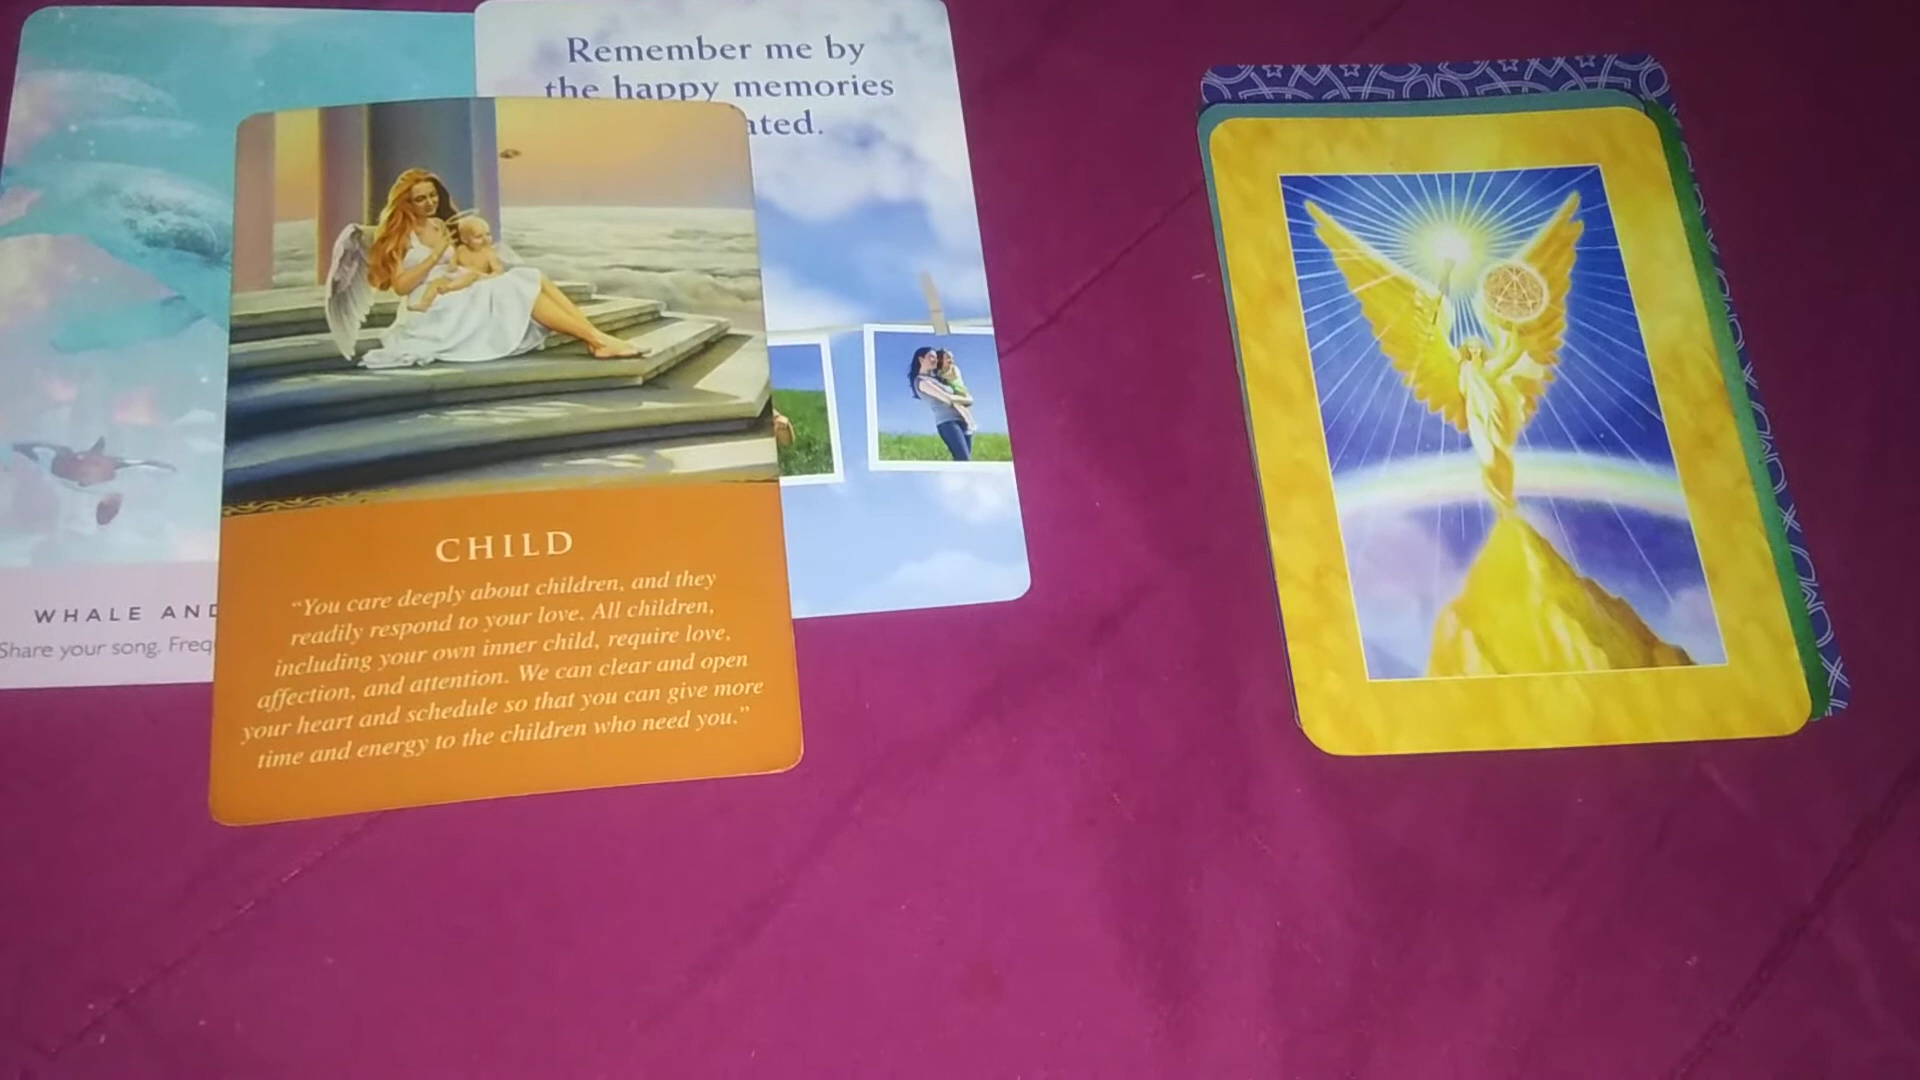 Remember me by
the happy memories
WHALE AND
Share your song.
CHILD
"You care deeply about children, and they
readily respond to your love. All children,
including your own inner child, require love,
affection, and attention. We can clear and open
your heart and schedule so that you can give more
time and energy to the children who need you."